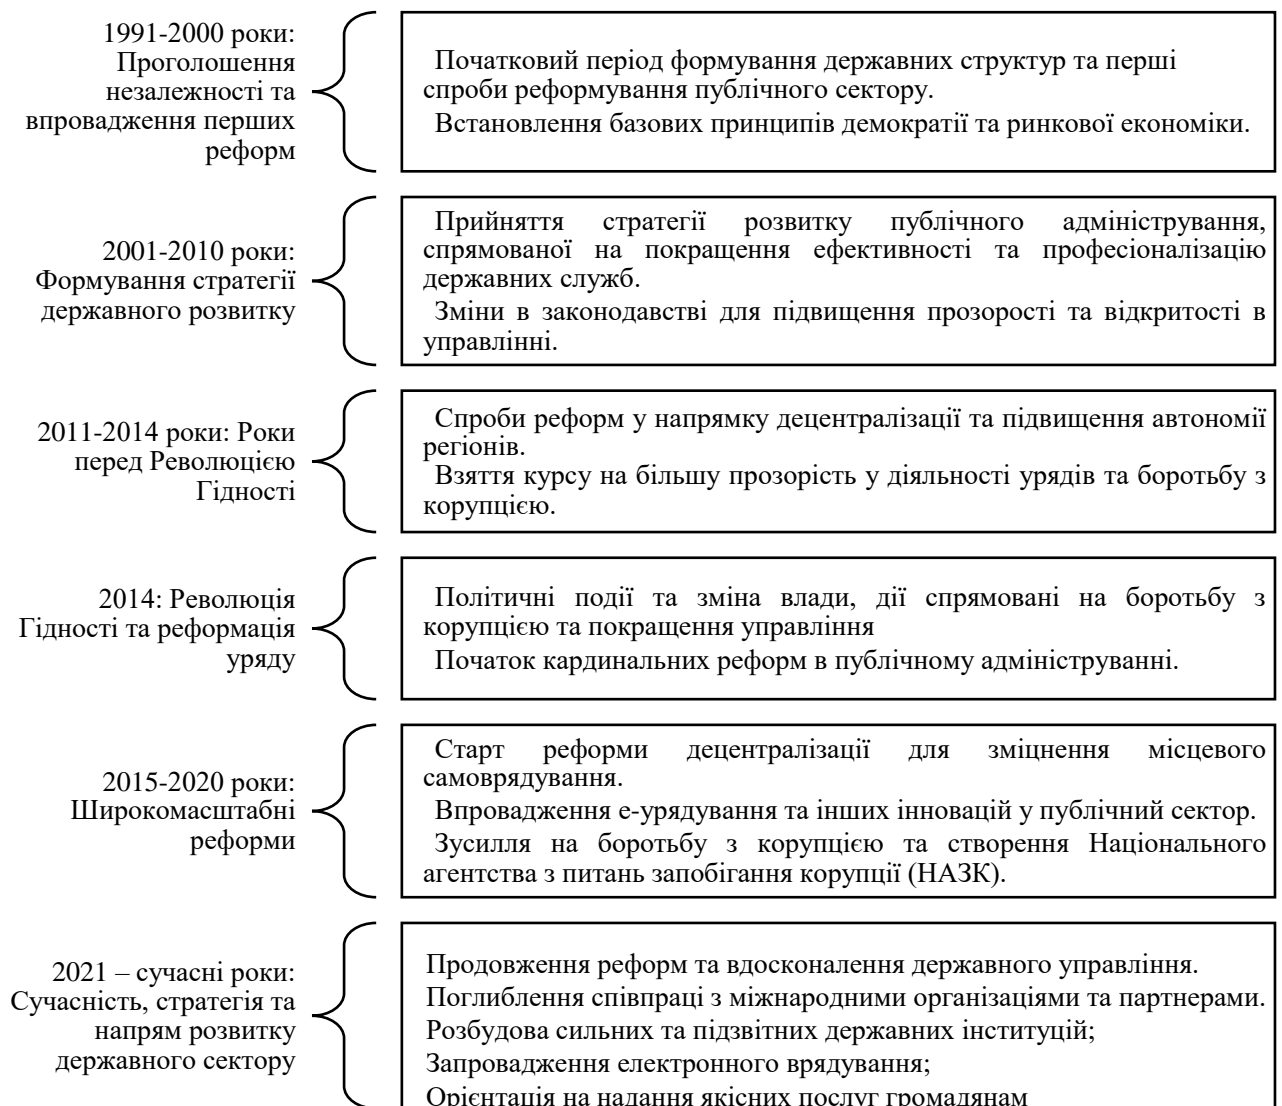 1991-2000 роки:
Проголошення
незалежності та
впровадження перших
реформ
Початковий період формування державних структур та перші
спроби реформування публічного сектору.
Встановлення базових принципів демократії та ринкової економіки.
2001-2010 роки:
Формування стратегії
державного розвитку
Прийняття стратегії розвитку публічного адміністрування,
спрямованої на покращення ефективності та професіоналізацію
державних служб.
Зміни в законодавстві для підвищення прозорості та відкритості в
управлінні.
2011-2014 роки: Роки
перед Революцією
Гідності
Спроби реформ у напрямку децентралізації та підвищення автономії
регіонів.
Взяття курсу на більшу прозорість у діяльності урядів та боротьбу з
корупцією.
2014: Революція
Гідності та реформація
уряду
Політичні події та зміна влади, дії спрямовані на боротьбу з
корупцією та покращення управління
Початок кардинальних реформ в публічному адмініструванні.
2015-2020 роки:
Широкомасштабні
реформи
Старт реформи децентралізації для зміцнення місцевого
самоврядування.
Впровадження е-урядування та інших інновацій у публічний сектор.
Зусилля на боротьбу з корупцією та створення Національного
агентства з питань запобігання корупції (НАЗК).
2021 – сучасні роки:
Сучасність, стратегія та
напрям розвитку
державного сектору
Продовження реформ та вдосконалення державного управління.
Поглиблення співпраці з міжнародними організаціями та партнерами.
Розбудова сильних та підзвітних державних інституцій;
Запровадження електронного врядування;
Орієнтація на надання якісних послуг громадянам